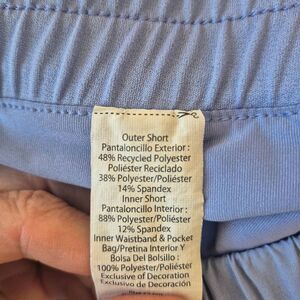 Outer Short
Pantaloncillo Exterior :
48% Recycled Polyester
Poliéster Reciclado
38% Polyester/Poliéster
14% Spandex
Inner Short
Pantaloncillo Interior :
88% Polyester/Poliéster
12% Spandex
Inner Waistband & Pocket
Bag/Pretina Interior Y
Bolsa Del Bolsillo :
100% Polyester/Poliéster
Exclusive of Decoration
Exclusivo de Decoración